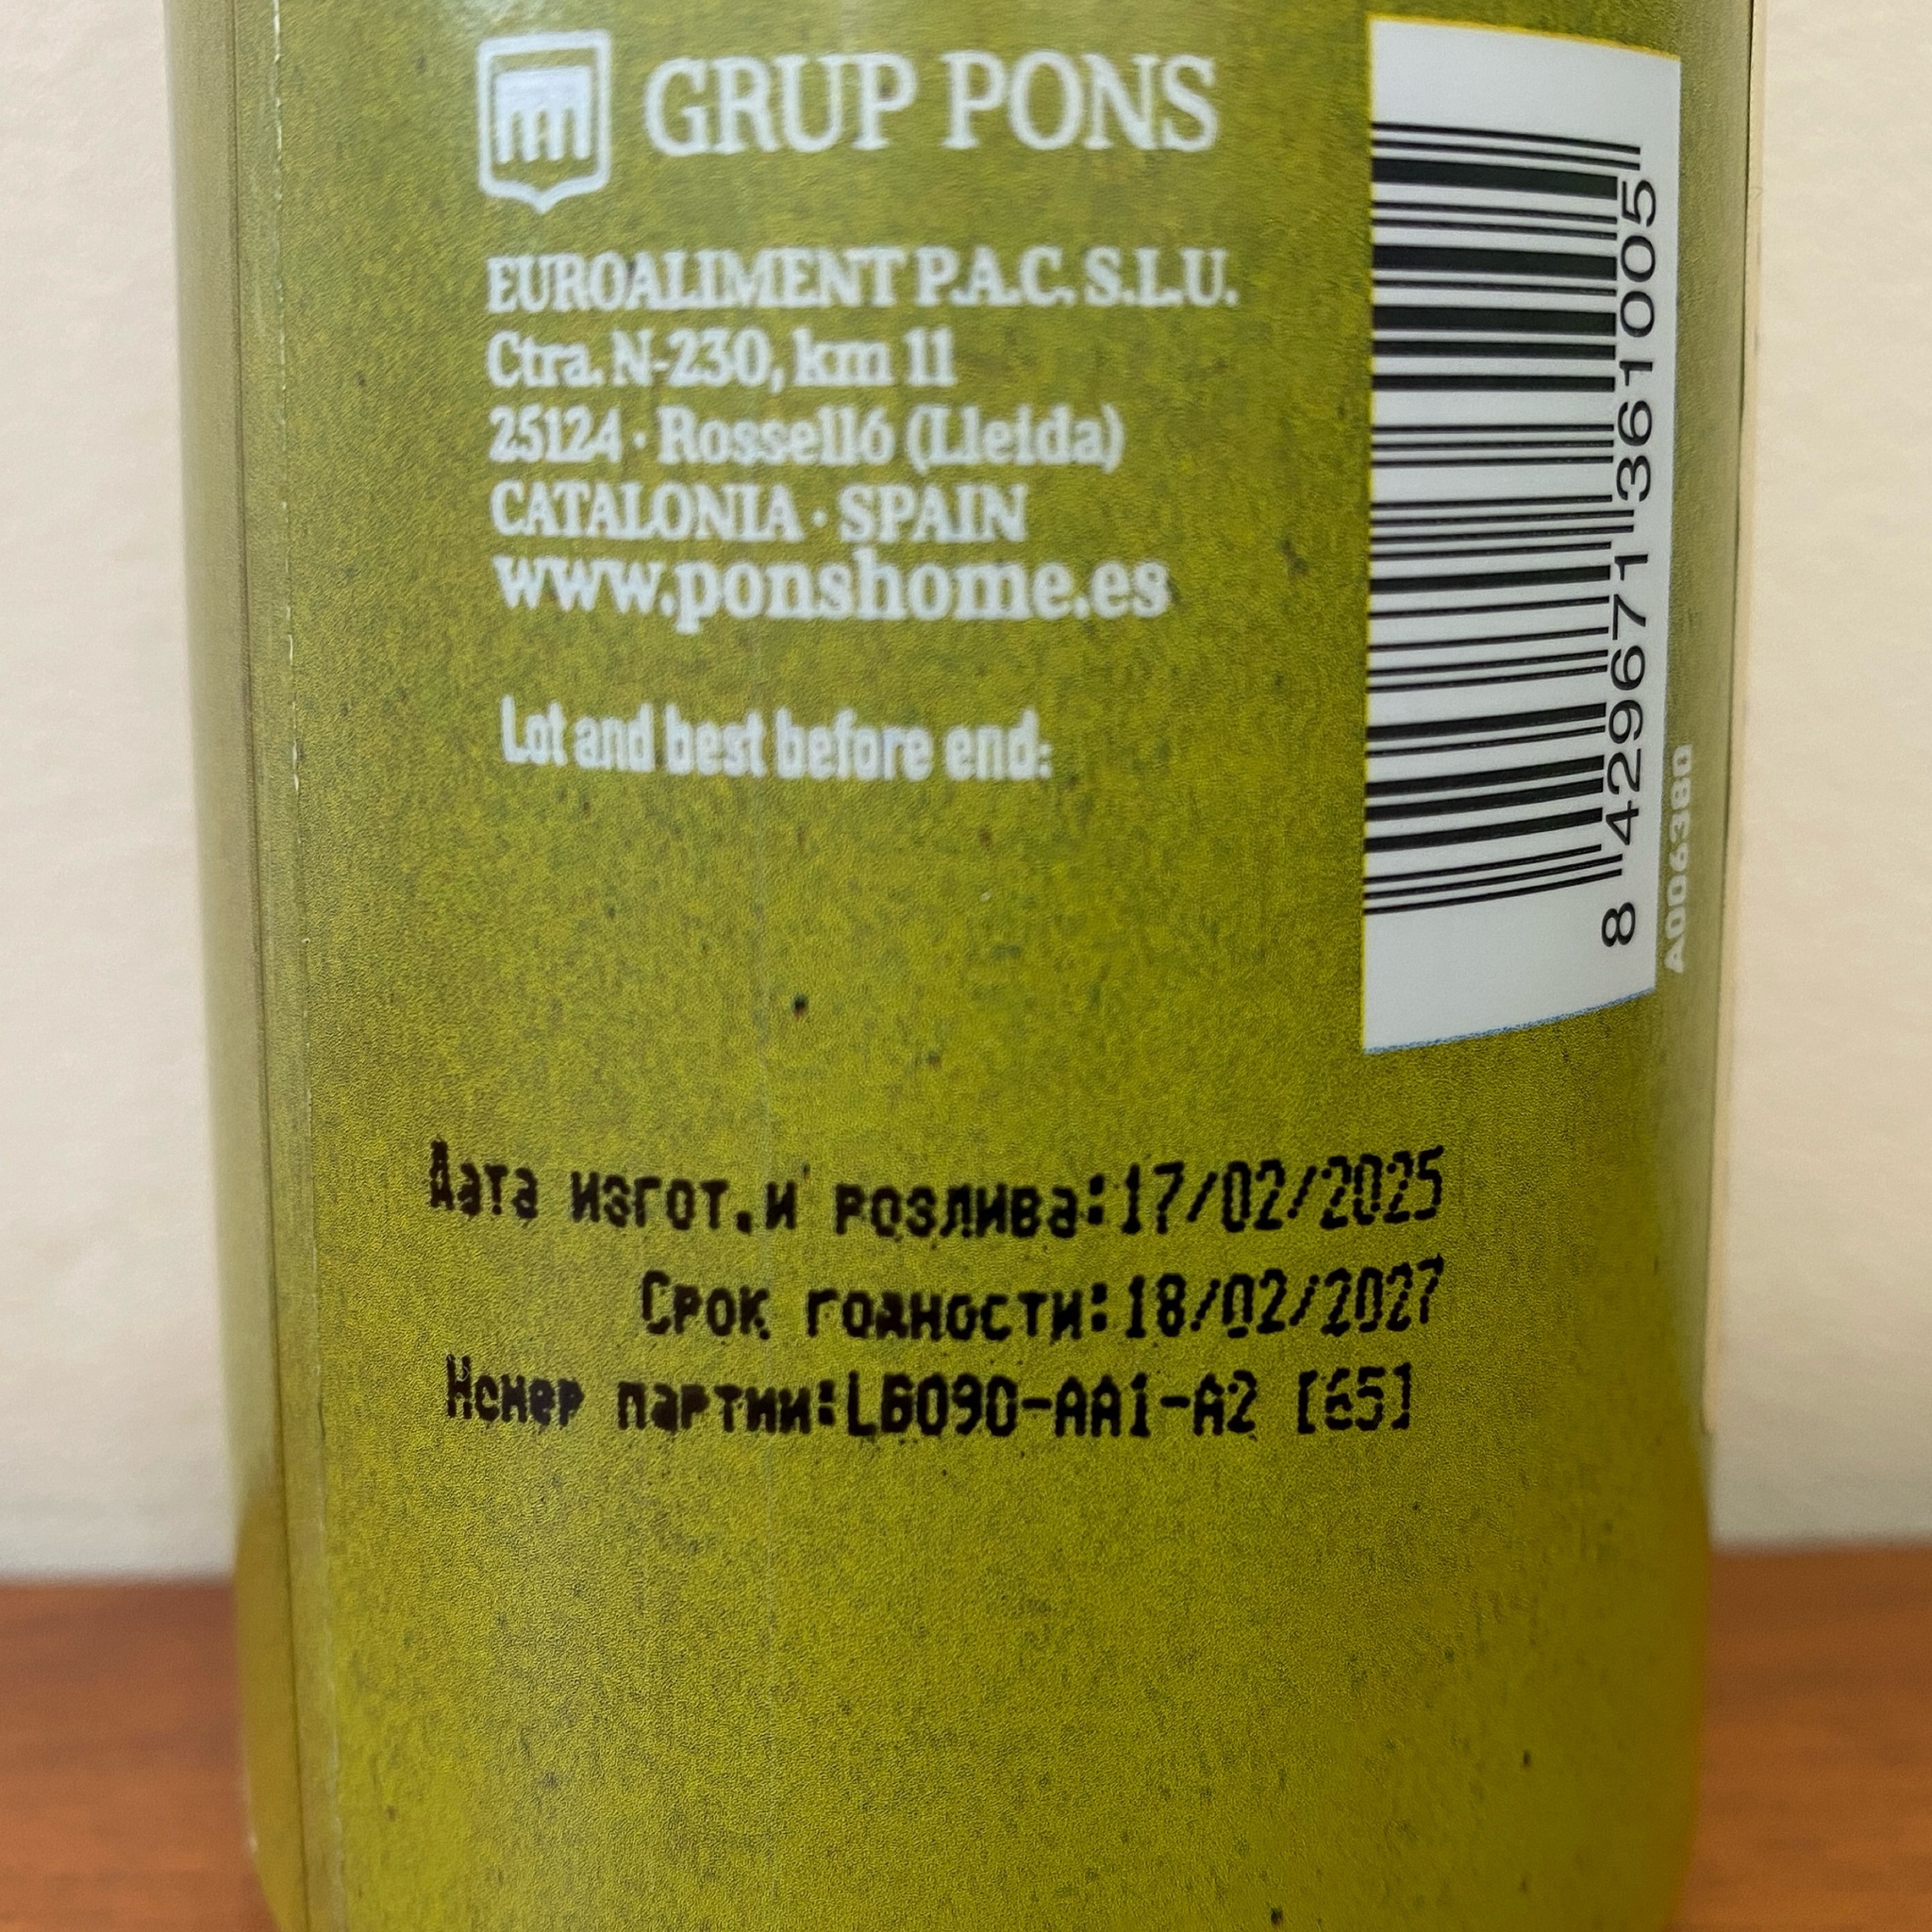 GRUP PONS
EUROALIMENT P.A.C. S.L.U.
Ctra. N-230, km 11
25124 · Rosselló (Lleida)
CATALONIA · SPAIN
www.ponshome.es
Lot and best before end:
8 429671 361005
A006380
Дата изгот.и розлива:17/02/2025
Срок годности:18/02/2027
Номер партии:L6090-AA1-A2 [65]